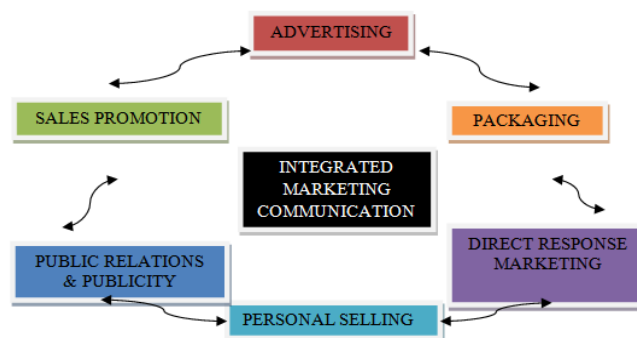 ADVERTISING
SALES PROMOTION
PACKAGING
INTEGRATED
MARKETING
COMMUNICATION
PUBLIC RELATIONS
& PUBLICITY
DIRECT RESPONSE
MARKETING
PERSONAL SELLING